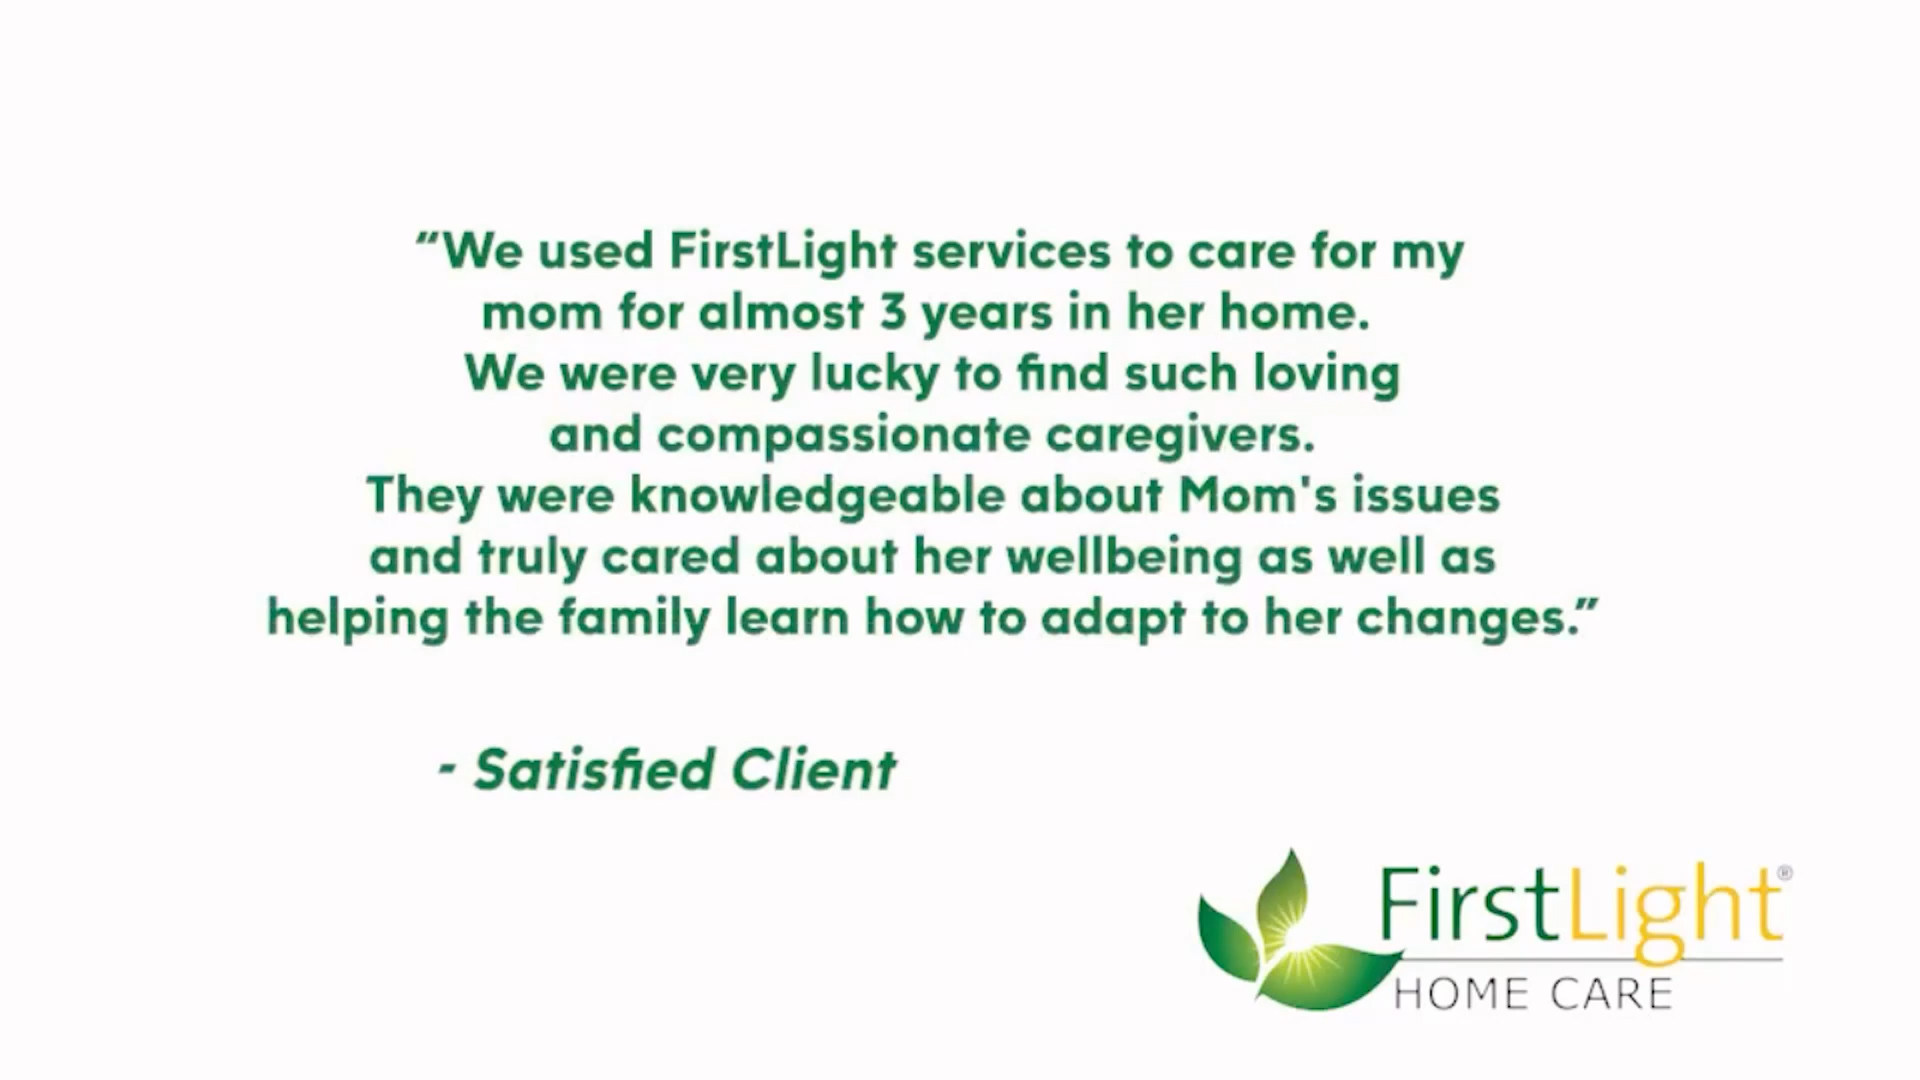 “We used FirstLight services to care for my
mom for almost 3 years in her home.
We were very lucky to find such loving
and compassionate caregivers.
They were knowledgeable about Mom's issues
and truly cared about her wellbeing as well as
helping the family learn how to adapt to her changes.”
- Satisfied Client
FirstLight®
HOME CARE